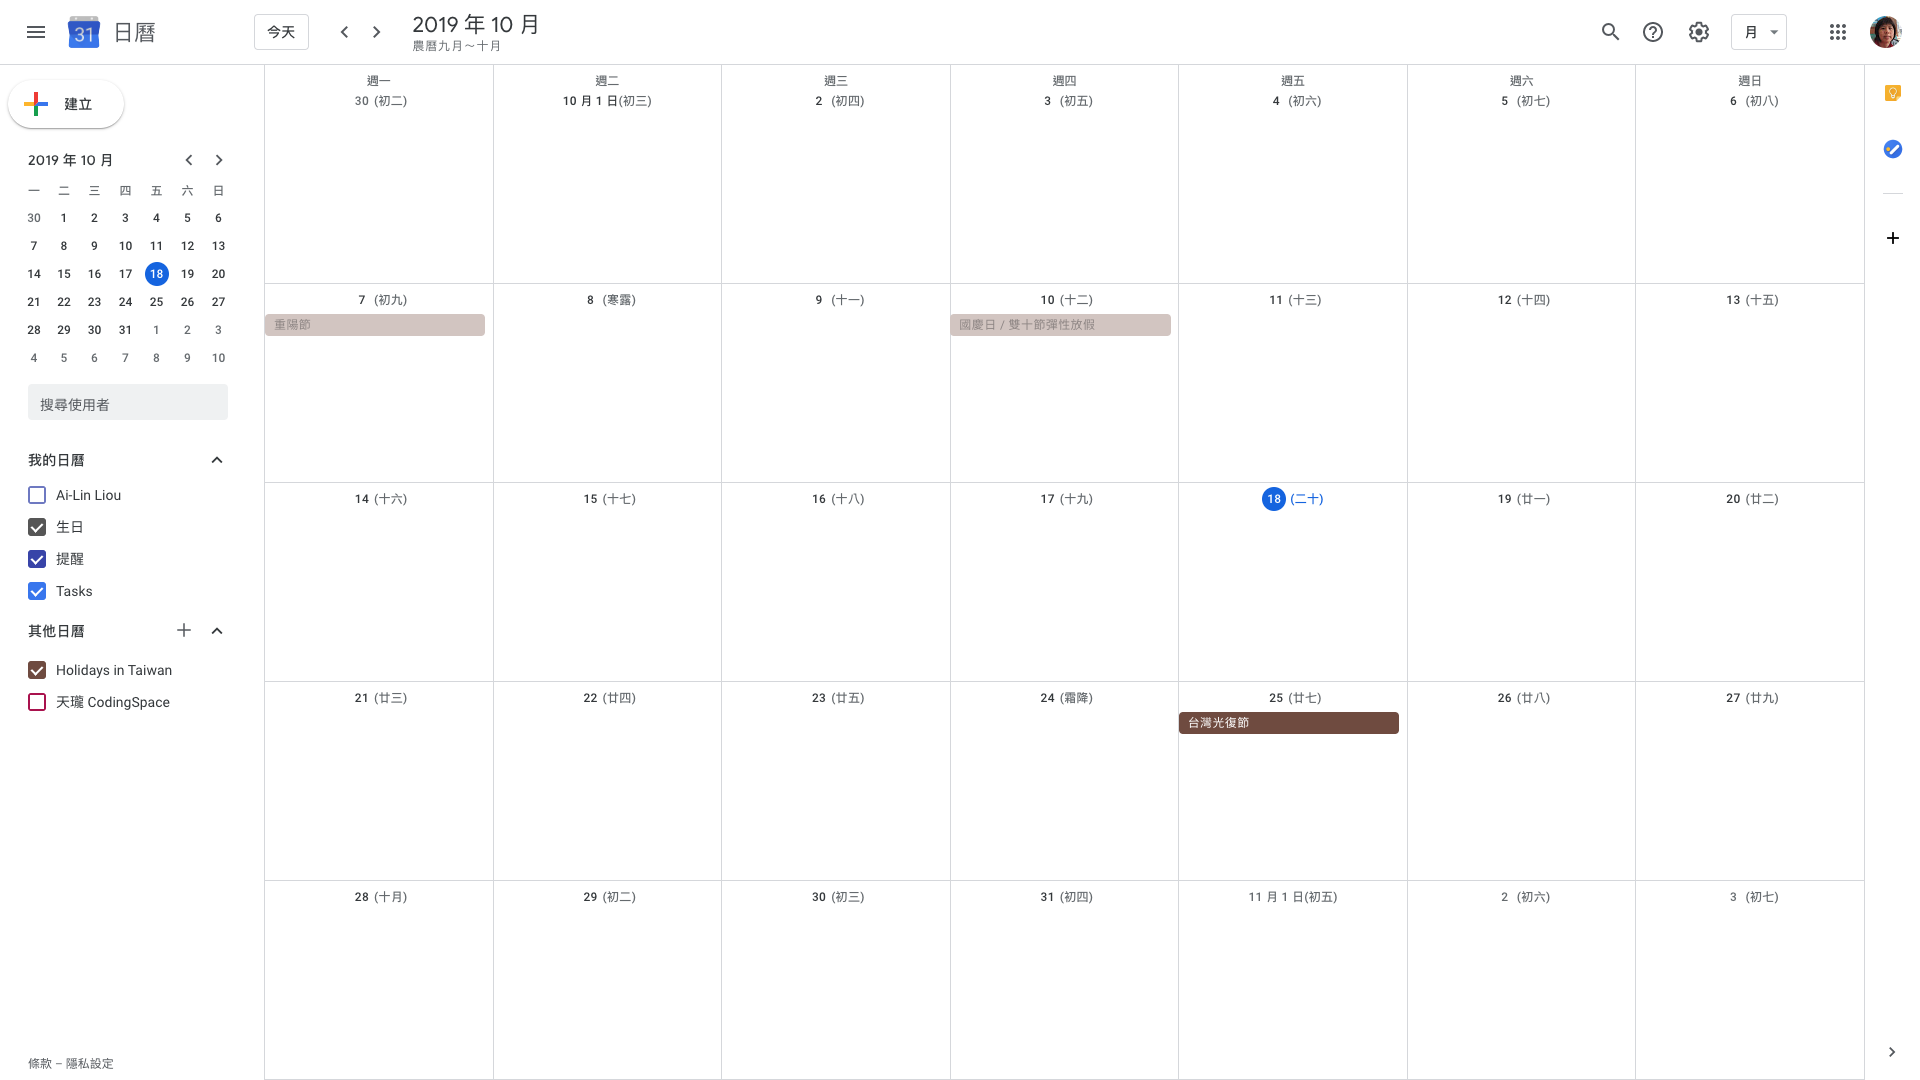 31 日曆 今天 2019 年 10 月 月
農曆九月～十月
建立
2019 年 10 月
一 二 三 四 五 六 日
30 1 2 3 4 5 6
7 8 9 10 11 12 13
14 15 16 17 18 19 20
21 22 23 24 25 26 27
28 29 30 31 1 2 3
4 5 6 7 8 9 10
搜尋使用者
我的日曆
Ai-Lin Liou
生日
提醒
Tasks
其他日曆
Holidays in Taiwan
天瓏 CodingSpace
條款 – 隱私設定
週一 週二 週三 週四 週五 週六 週日
30 (初二) 10 月 1 日(初三) 2 (初四) 3 (初五) 4 (初六) 5 (初七) 6 (初八)
7 (初九) 8 (寒露) 9 (十一) 10 (十二) 11 (十三) 12 (十四) 13 (十五)
重陽節 國慶日 / 雙十節彈性放假
14 (十六) 15 (十七) 16 (十八) 17 (十九) 18 (二十) 19 (廿一) 20 (廿二)
21 (廿三) 22 (廿四) 23 (廿五) 24 (霜降) 25 (廿七) 26 (廿八) 27 (廿九)
台灣光復節
28 (十月) 29 (初二) 30 (初三) 31 (初四) 11 月 1 日(初五) 2 (初六) 3 (初七)